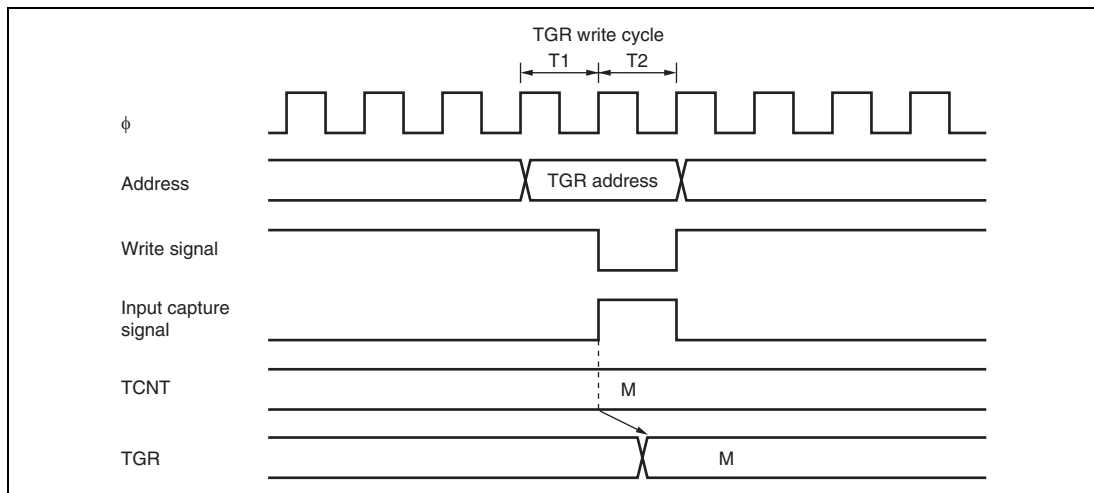 TGR write cycle
T1 T2
ϕ
Address
TGR address
Write signal
Input capture
signal
TCNT
M
TGR
M